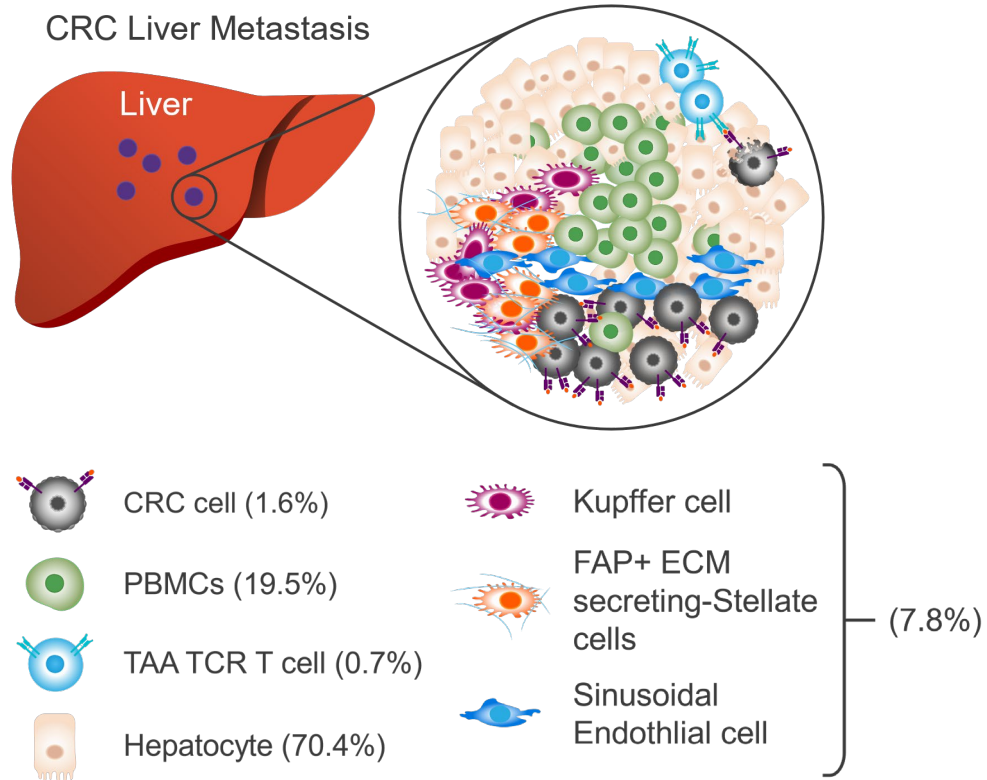 CRC Liver Metastasis
Liver
CRC cell (1.6%)
PBMCs (19.5%)
TAA TCR T cell (0.7%)
Hepatocyte (70.4%)
Kupffer cell
FAP+ ECM
secreting-Stellate
cells
Sinusoidal
Endothlial cell
(7.8%)